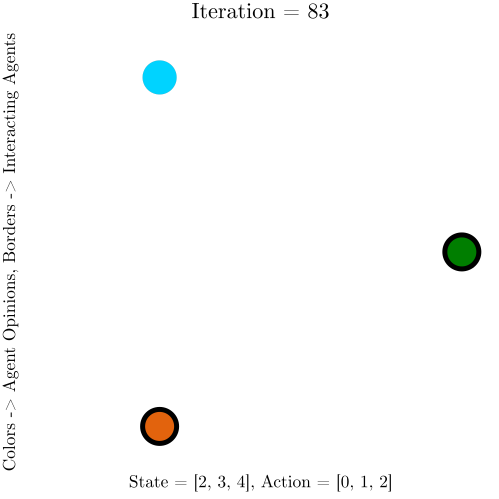 Iteration = 83
Colors -> Agent Opinions, Borders -> Interacting Agents
State = [2, 3, 4], Action = [0, 1, 2]